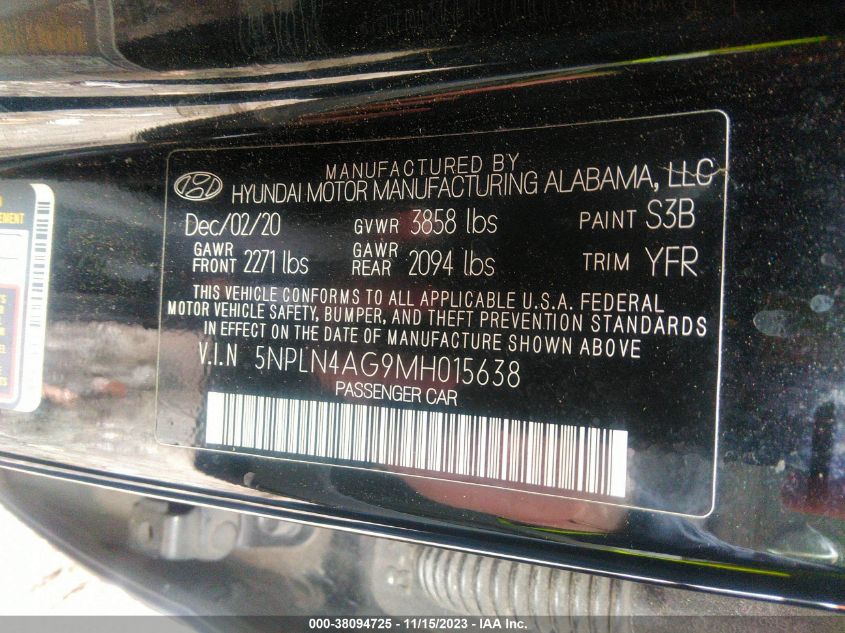 MANUFACTURED BY
HYUNDAI MOTOR MANUFACTURING ALABAMA, LLC
Dec/02/20 GVWR 3858 lbs PAINT S3B
GAWR FRONT 2271 lbs GAWR REAR 2094 lbs TRIM YFR
THIS VEHICLE CONFORMS TO ALL APPLICABLE U.S.A. FEDERAL
MOTOR VEHICLE SAFETY, BUMPER, AND THEFT PREVENTION STANDARDS
IN EFFECT ON THE DATE OF MANUFACTURE SHOWN ABOVE
V.I.N 5NPLN4AG9MH015638
PASSENGER CAR
000-38094725 - 11/15/2023 - IAA Inc.